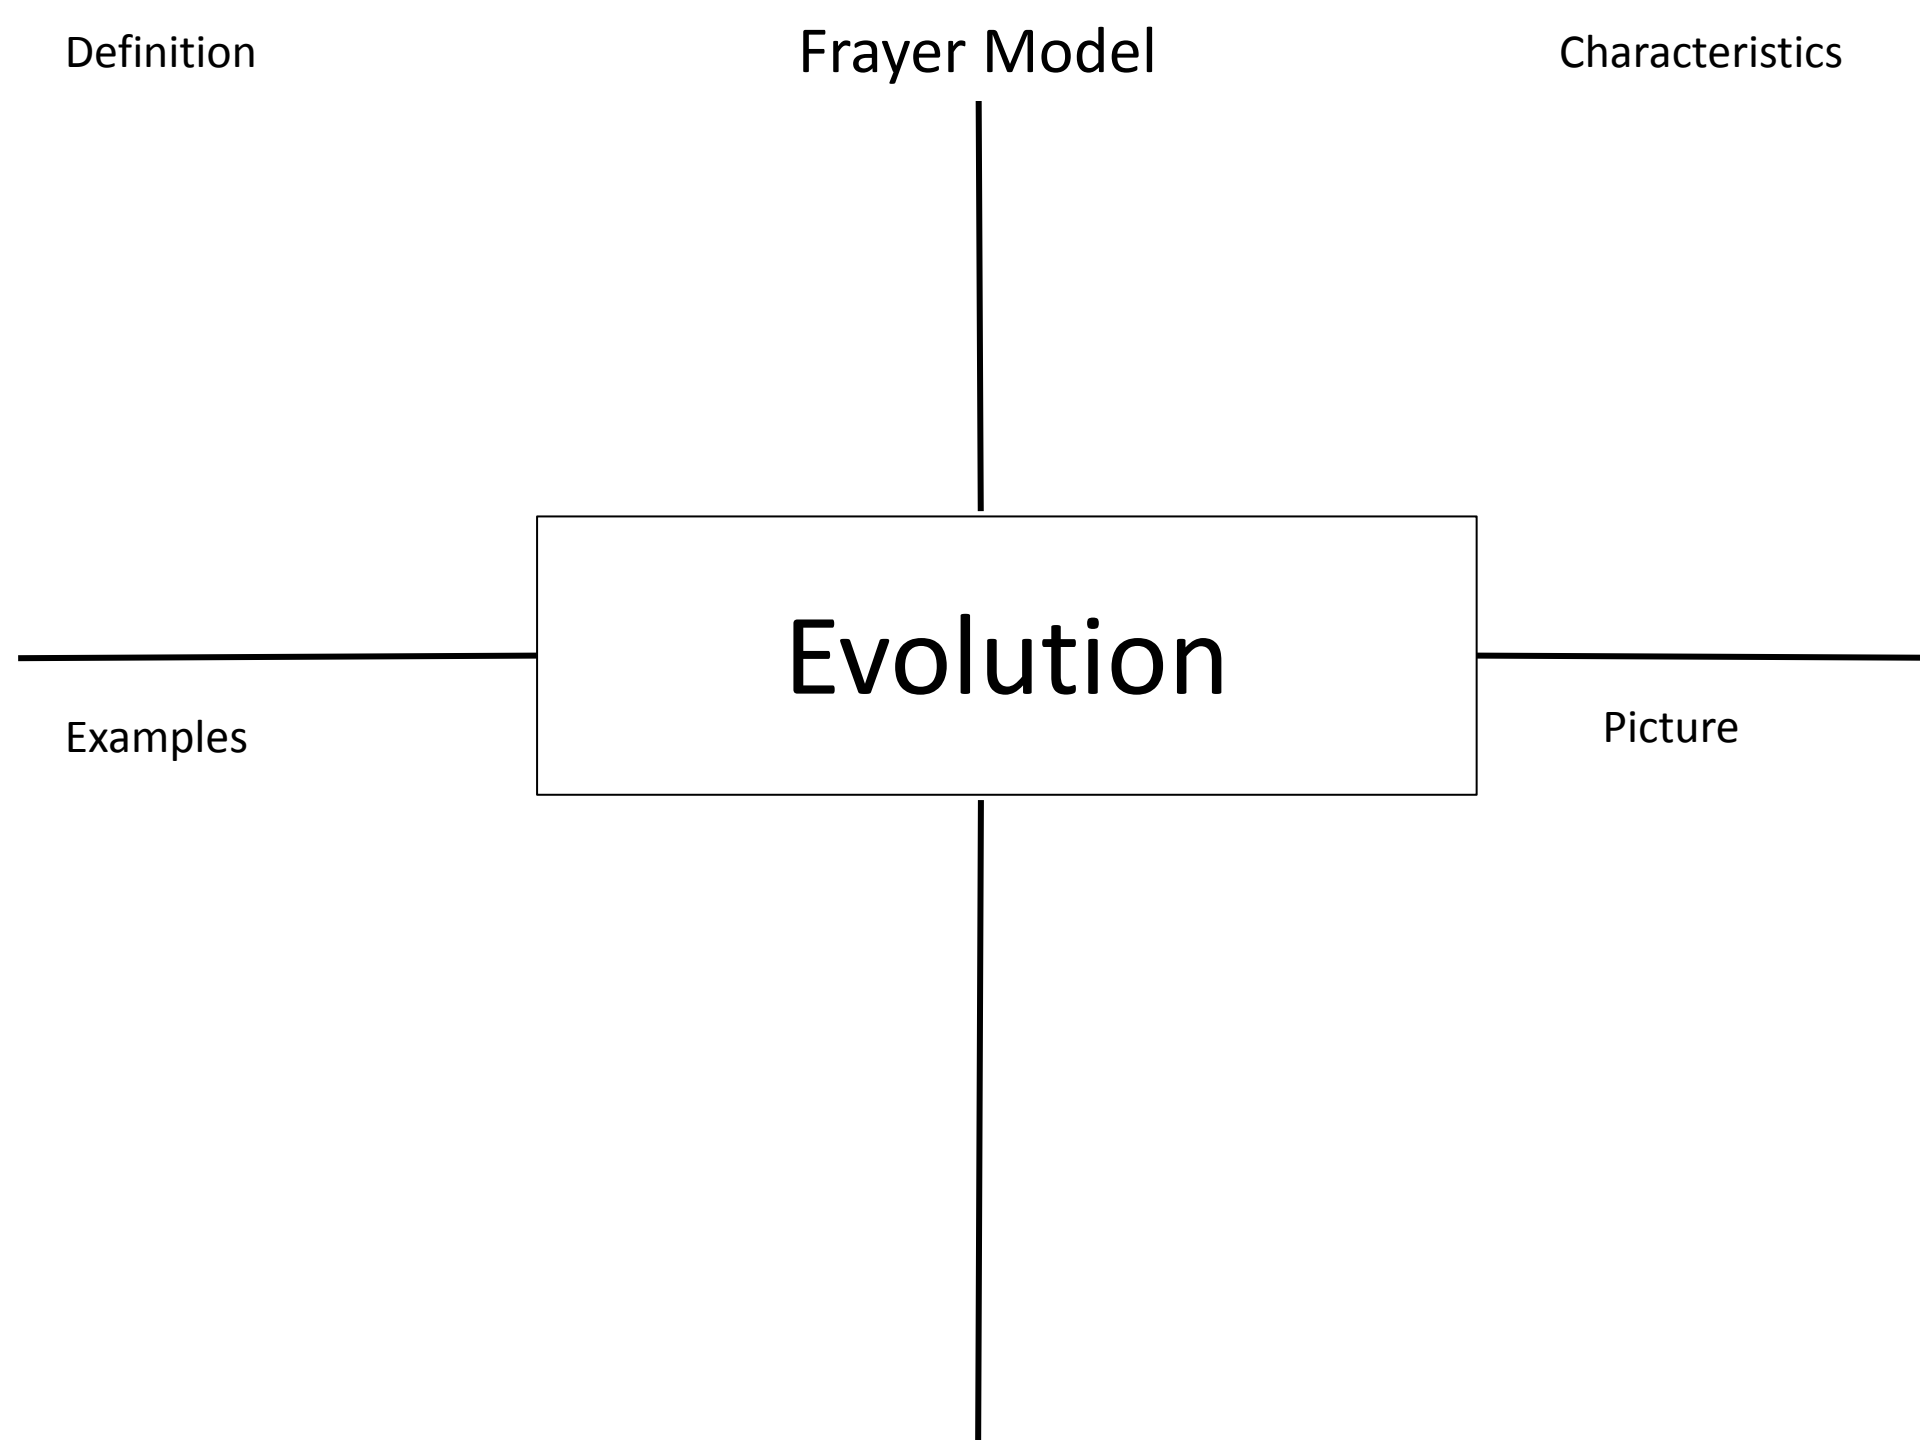 Definition
Frayer Model
Characteristics
Evolution
Examples
Picture